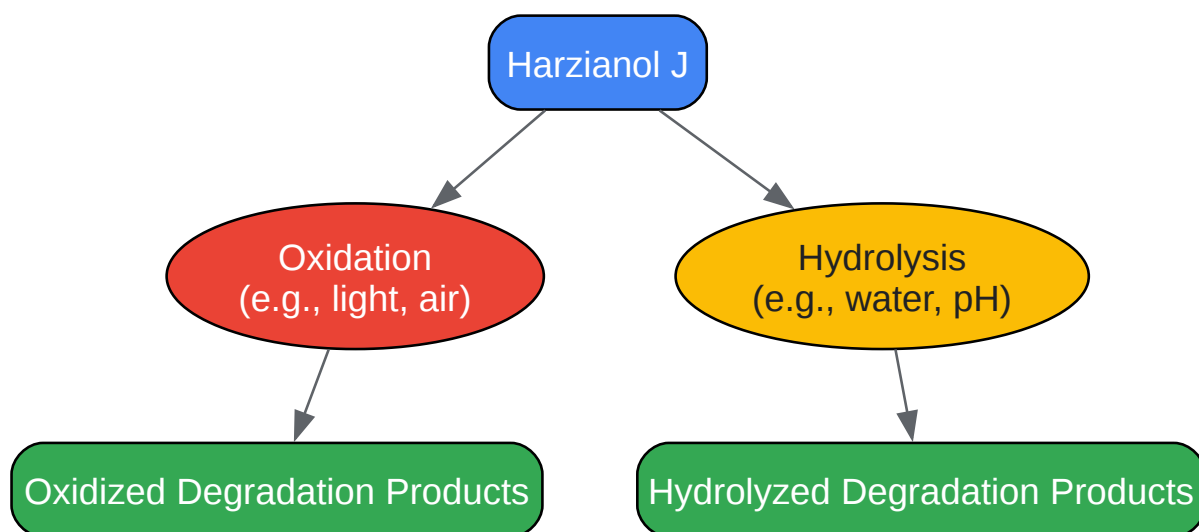 Harzianol J
Oxidation
(e.g., light, air)
Hydrolysis
(e.g., water, pH)
Oxidized Degradation Products
Hydrolyzed Degradation Products